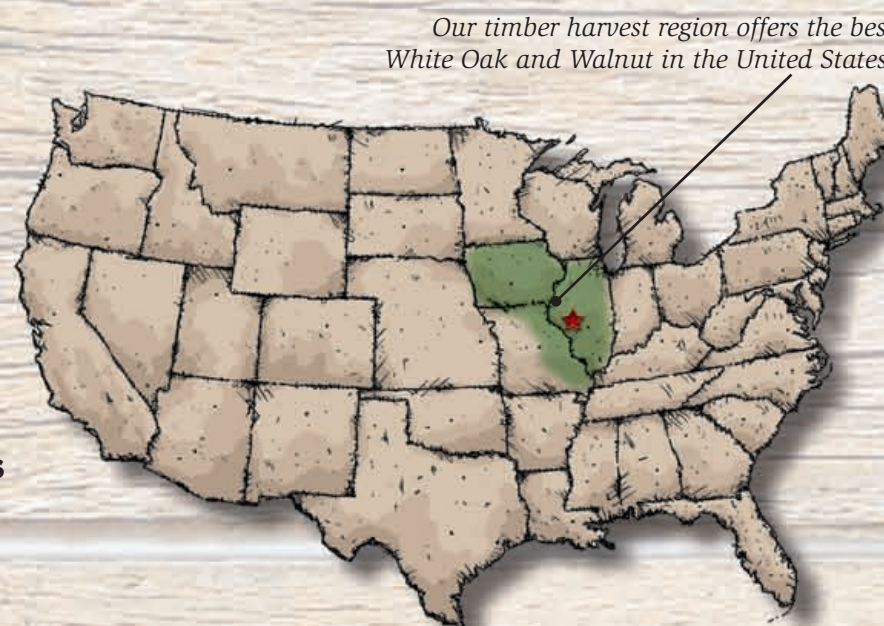 Our timber harvest region offers the bes
White Oak and Walnut in the United States
s